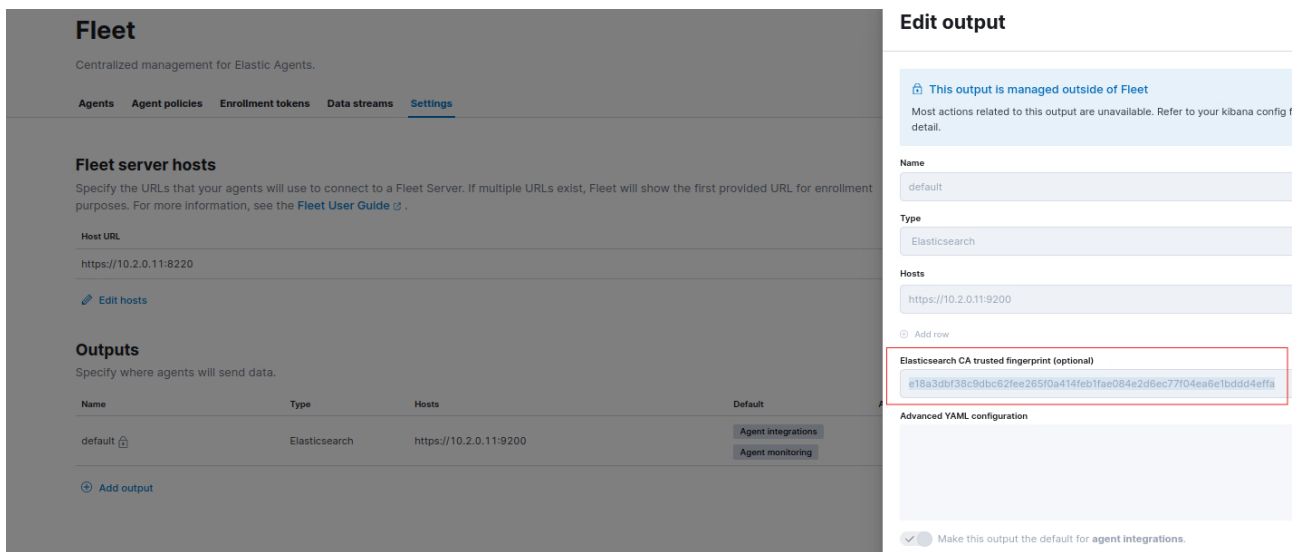 Fleet
Centralized management for Elastic Agents.
Agents Agent policies Enrollment tokens Data streams Settings
Fleet server hosts
Specify the URLs that your agents will use to connect to a Fleet Server. If multiple URLs exist, Fleet will show the first provided URL for enrollment
purposes. For more information, see the Fleet User Guide .
Host URL
https://10.2.0.11:8220
Edit hosts
Outputs
Specify where agents will send data.
Name Type Hosts Default A
default Elasticsearch https://10.2.0.11:9200 Agent integrations
Agent monitoring
Add output
Edit output
This output is managed outside of Fleet
Most actions related to this output are unavailable. Refer to your kibana config f
detail.
Name
default
Type
Elasticsearch
Hosts
https://10.2.0.11:9200
Add row
Elasticsearch CA trusted fingerprint (optional)
e18a3dbf38c9dbc62fee265f0a414feb1fae084e2d6ec77f04ea6e1bddd4effa
Advanced YAML configuration
Make this output the default for agent integrations.